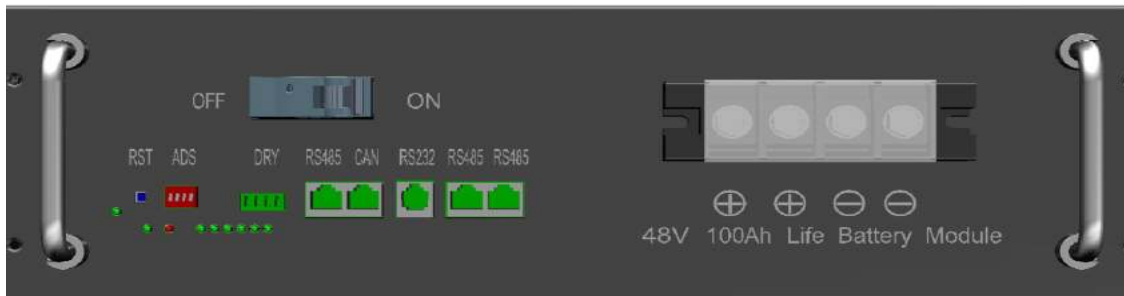 OFF ON
RST ADS DRY RS485 CAN RS232 RS485 RS485
⊕ ⊕ ⊖ ⊖
48V 100Ah Life Battery Module